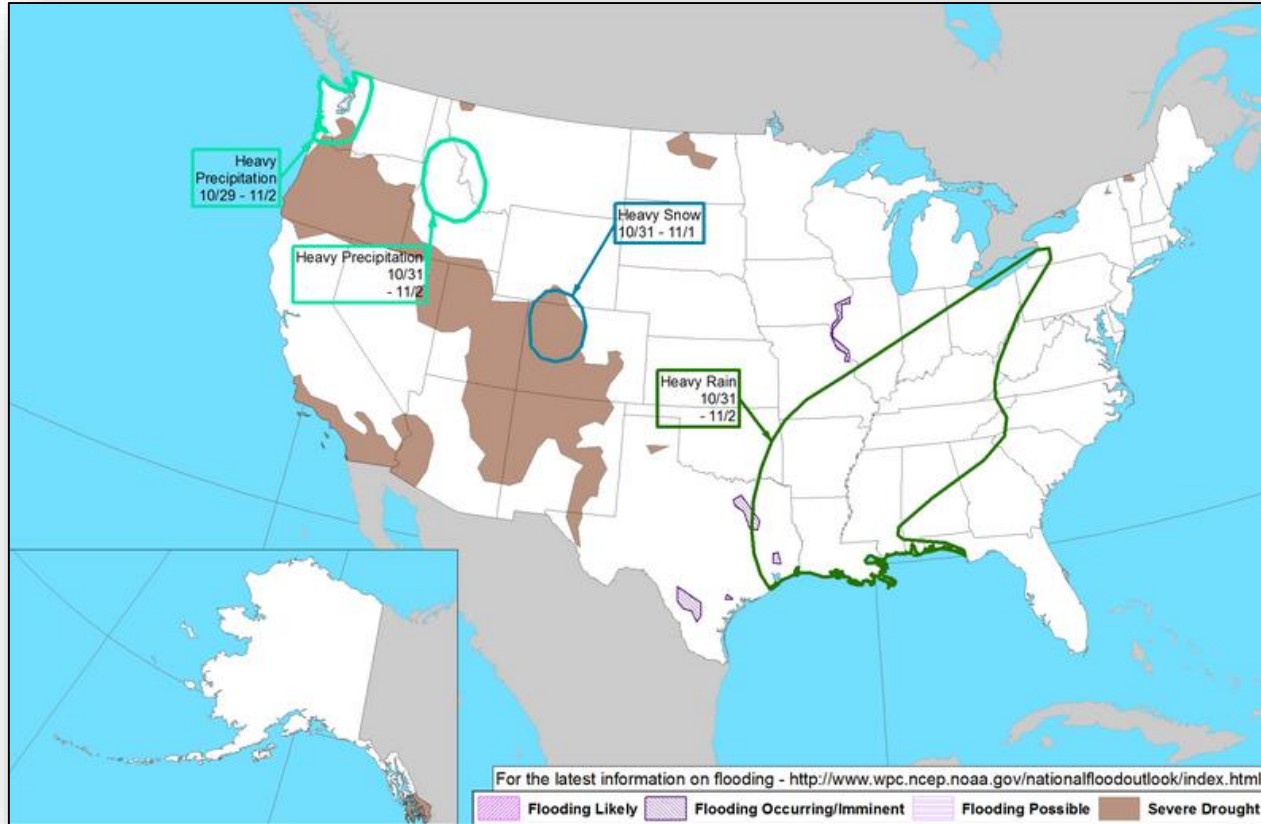 Heavy
Precipitation
10/29 - 11/2
Heavy Snow
10/31 - 11/1
Heavy Precipitation
10/31
- 11/2
Heavy Rain
10/31
- 11/2
For the latest information on flooding - http://www.wpc.ncep.noaa.gov/nationalfloodoutlook/index.html
Flooding Likely Flooding Occurring/Imminent Flooding Possible Severe Drought